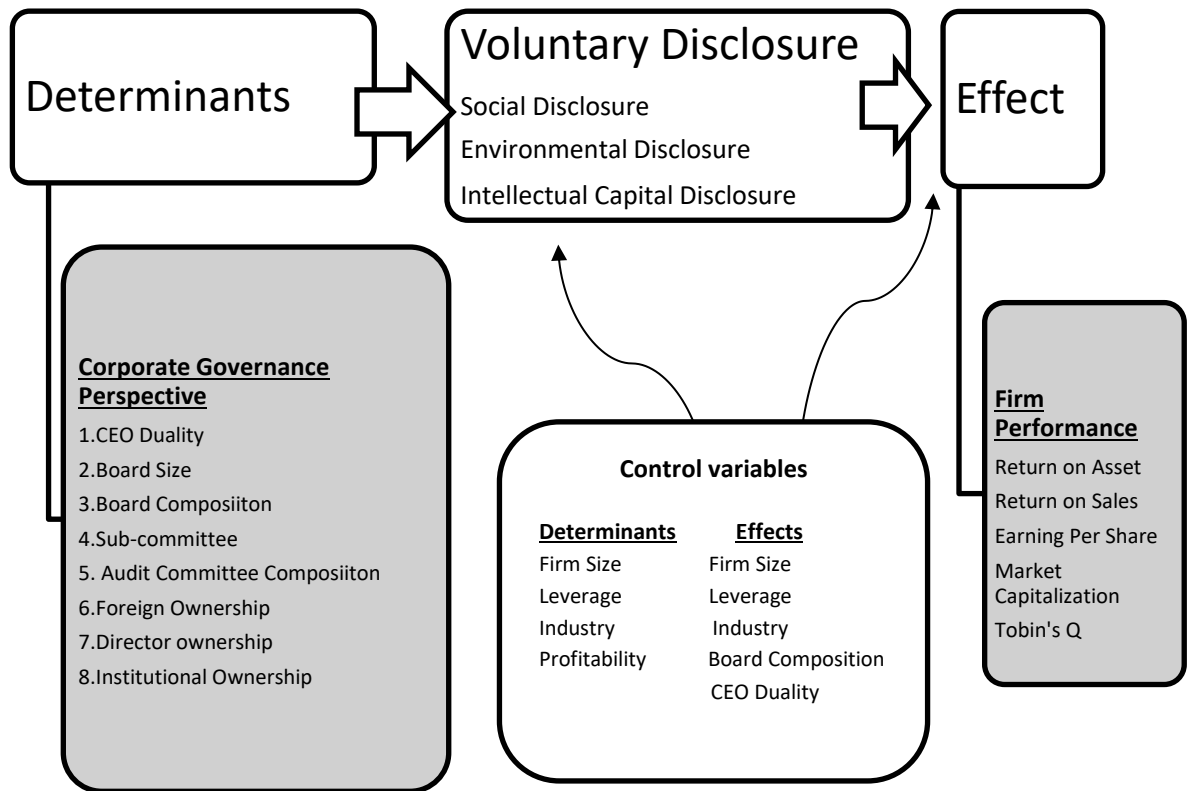 Determinants
Voluntary Disclosure
Social Disclosure
Environmental Disclosure
Intellectual Capital Disclosure
Effect
Corporate Governance
Perspective
1.CEO Duality
2.Board Size
3.Board Composiiton
4.Sub-committee
5. Audit Committee Composiiton
6.Foreign Ownership
7.Director ownership
8.Institutional Ownership
Control variables
Determinants Effects
Firm Size Firm Size
Leverage Leverage
Industry Industry
Profitability Board Composition
CEO Duality
Firm
Performance
Return on Asset
Return on Sales
Earning Per Share
Market
Capitalization
Tobin's Q